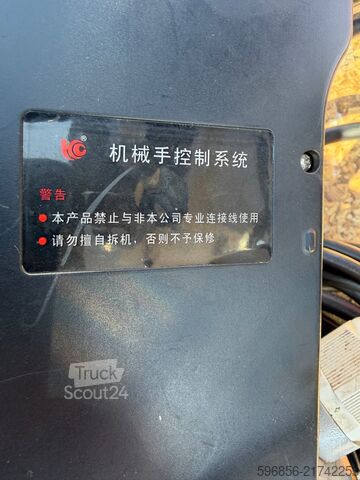 HC® 机械手控制系统
警告
● 本产品禁止与非本公司专业连接线使用
● 请勿擅自拆机，否则不予保修
Truck
Scout24
596856-21742253